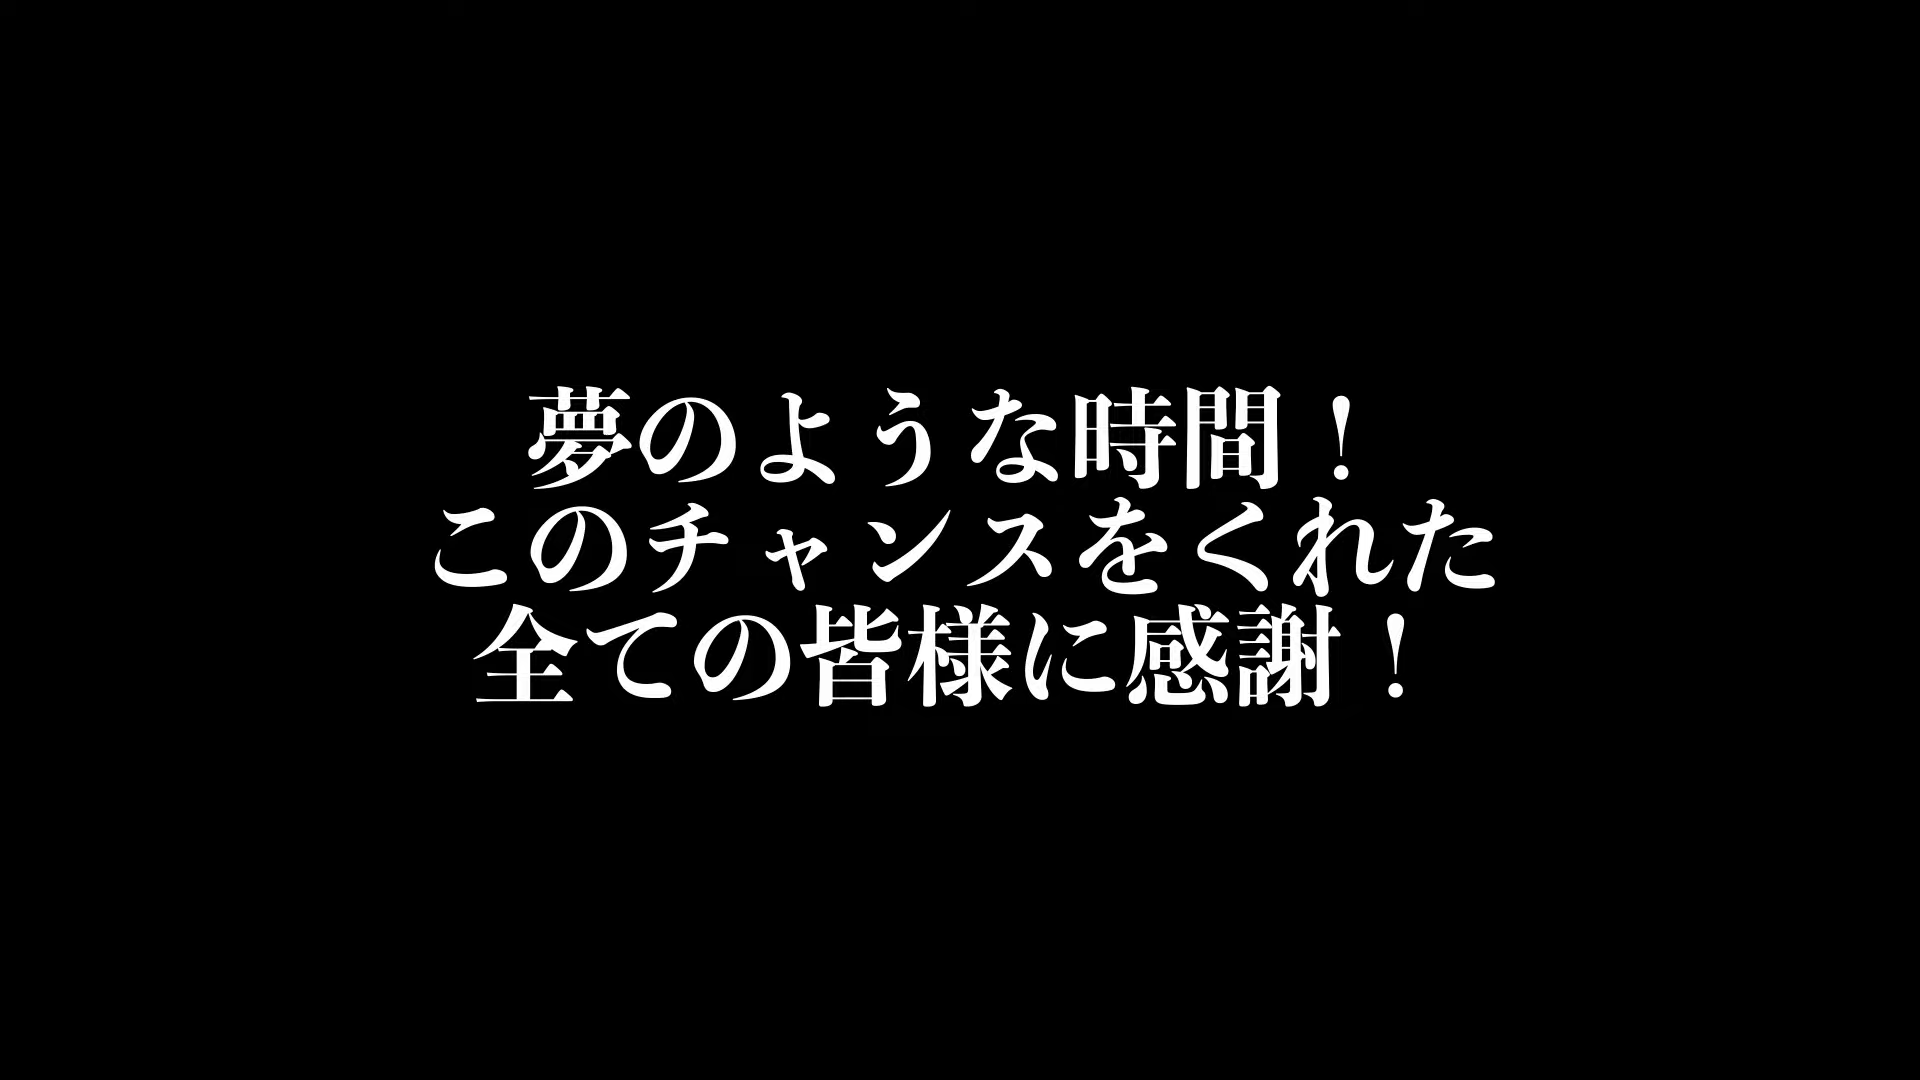 夢のような時間！
このチャンスをくれた
全ての皆様に感謝！